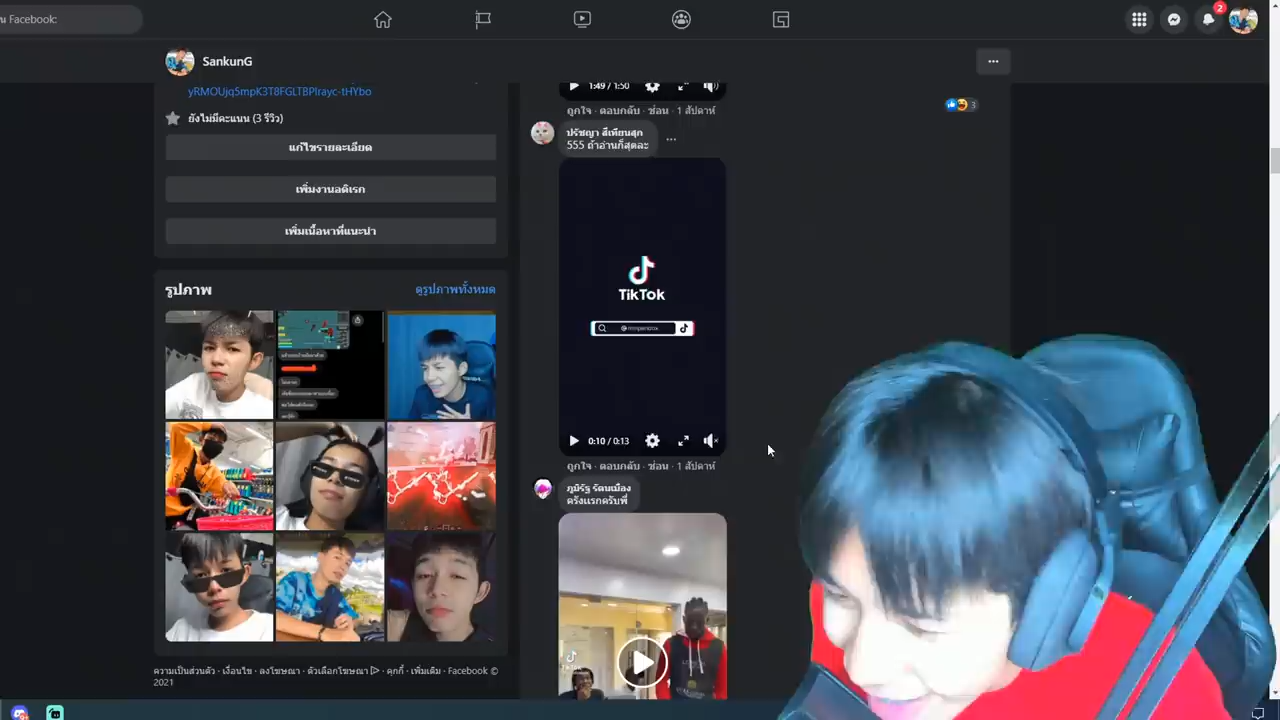 น Facebook:
2
SankunG
yRMOUjq5mpK3T8FGLTBPIrayc-tHYbo
ยังไม่มีคะแนน (3 รีวิว)
แก้ไขรายละเอียด
เพิ่มงานอดิเรก
เพิ่มเนื้อหาที่แนะนำ
รูปภาพ
ดูรูปภาพทั้งหมด
ความเป็นส่วนตัว · เงื่อนไข · ลงโฆษณา · ตัวเลือกโฆษณา · คุกกี้ · เพิ่มเติม · Facebook ©
2021
1:49 / 1:50
ถูกใจ · ตอบกลับ · ซ่อน · 1 สัปดาห์
3
ปรัชญา สีเทียนสุก
555 ถ้าอ่านก็สุดละ
TikTok
0:10 / 0:13
ถูกใจ · ตอบกลับ · ซ่อน · 1 สัปดาห์
ภูมิรัฐ รัตนเมือง
ครั้งแรกครับพี่